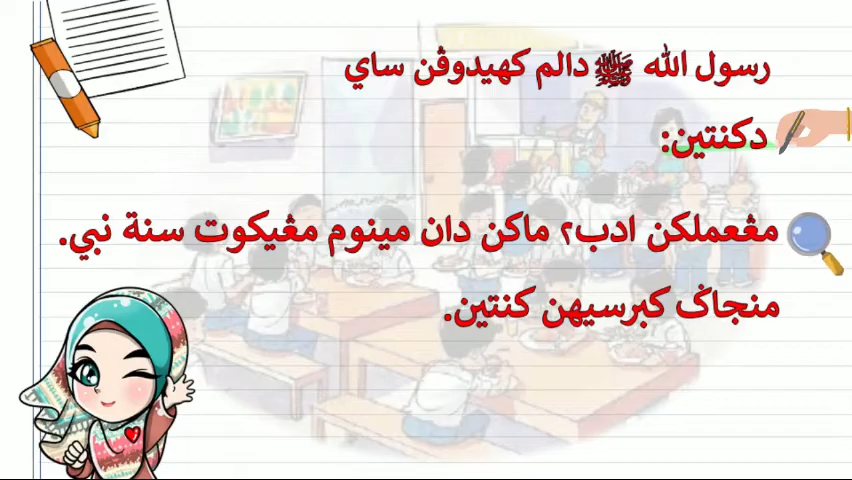 رسول الله ﷺ دالم كهيدوڤن ساي
دكنتين:
مڠعملكن ادب٢ ماكن دان مينوم مڠيكوت سنة نبي.
منجاݢ كبرسيهن كنتين.